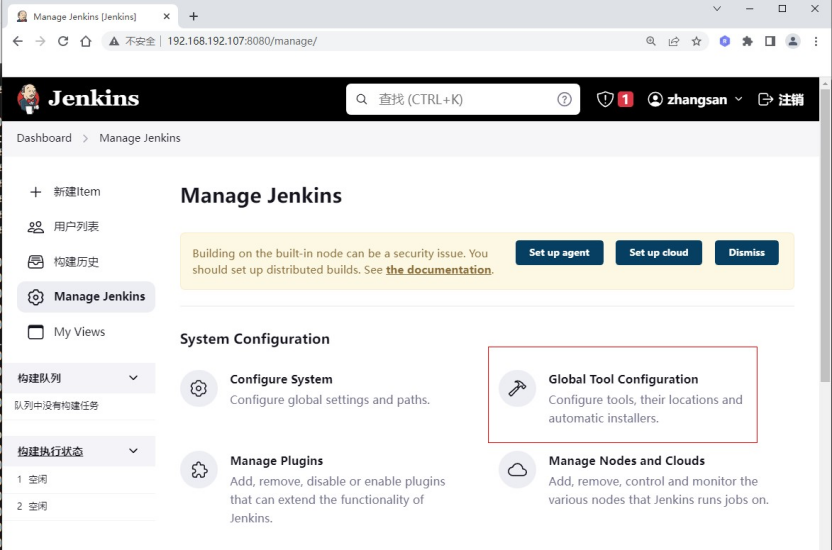 Manage Jenkins [Jenkins]
不安全 | 192.168.192.107:8080/manage/
Jenkins
查找 (CTRL+K)
1
zhangsan
注销
Dashboard > Manage Jenkins
新建Item
用户列表
构建历史
Manage Jenkins
My Views
构建队列
队列中没有构建任务
构建执行状态
1 空闲
2 空闲
Manage Jenkins
Building on the built-in node can be a security issue. You
should set up distributed builds. See the documentation.
Set up agent
Set up cloud
Dismiss
System Configuration
Configure System
Configure global settings and paths.
Global Tool Configuration
Configure tools, their locations and
automatic installers.
Manage Plugins
Add, remove, disable or enable plugins
that can extend the functionality of
Jenkins.
Manage Nodes and Clouds
Add, remove, control and monitor the
various nodes that Jenkins runs jobs on.